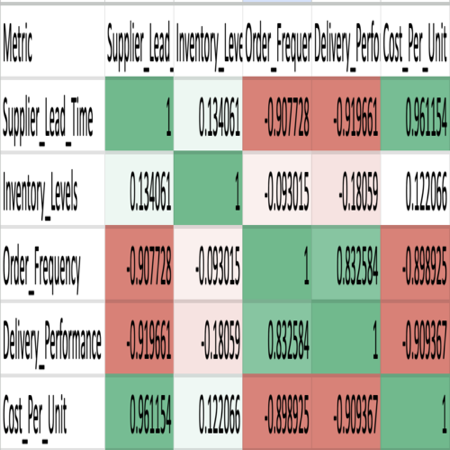 Metric Supplier_Lead_ Inventory_Leve Order_Frequer Delivery_Perfo Cost_Per_Unit
Supplier_Lead_Time 1 0.134061 -0.907728 -0.919661 0.961154
Inventory_Levels 0.134061 1 -0.093015 -0.18059 0.122066
Order_Frequency -0.907728 -0.093015 1 0.832584 -0.898925
Delivery_Performance -0.919661 -0.18059 0.832584 1 -0.909367
Cost_Per_Unit 0.961154 0.122066 -0.898925 -0.909367 1